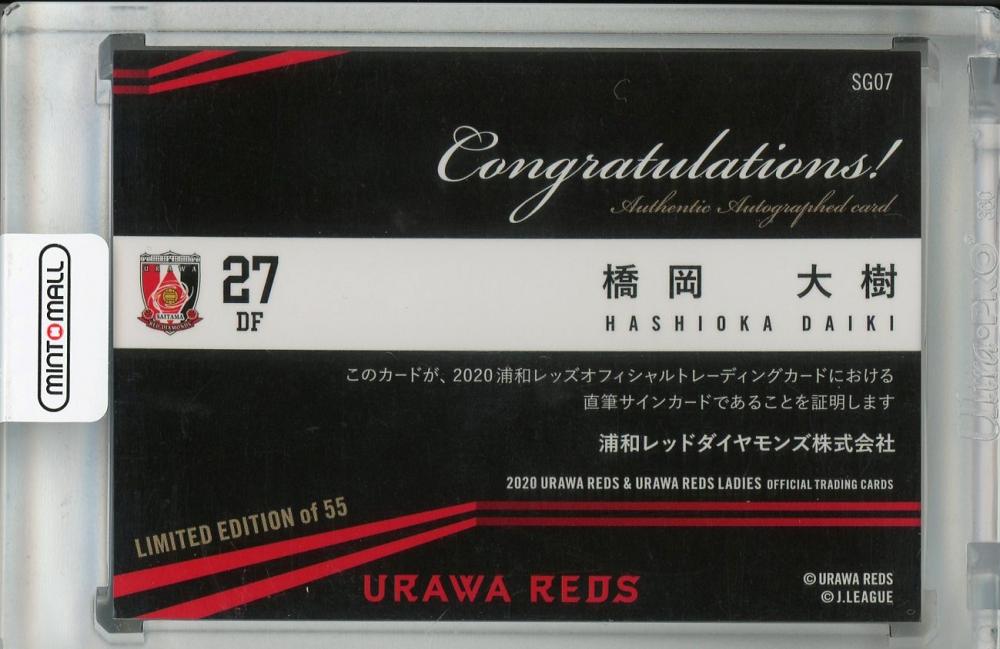 SG07
Congratulations!
Authentic Autographed card
URAWA
SAITAMA
RED DIAMONDS
27
DF
橋岡 大樹
HASHIOKA DAIKI
MINTOMALL
このカードが、2020浦和レッズオフィシャルトレーディングカードにおける
直筆サインカードであることを証明します
浦和レッドダイヤモンズ株式会社
2020 URAWA REDS & URAWA REDS LADIES OFFICIAL TRADING CARDS
LIMITED EDITION of 55
URAWA REDS
© URAWA REDS
© J.LEAGUE